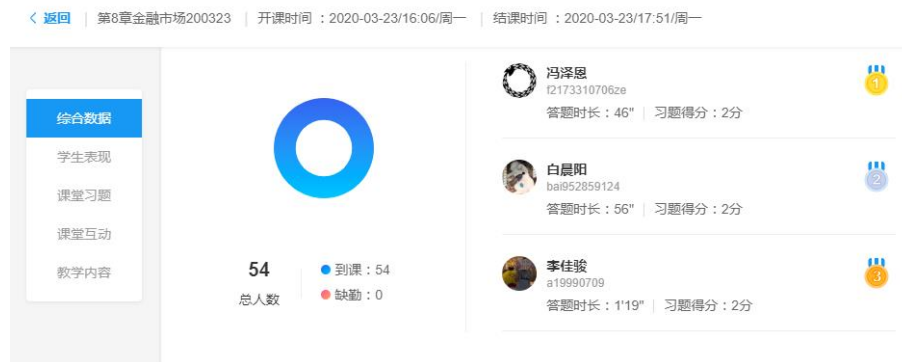 返回 第8章金融市场200323 开课时间 ：2020-03-23/16:06/周一 结课时间 ：2020-03-23/17:51/周一
综合数据
学生表现
课堂习题
课堂互动
教学内容
54
总人数
到课：54
缺勤：0
冯泽恩
f2173310706ze
答题时长：46" 习题得分：2分
1
白晨阳
bai952859124
答题时长：56" 习题得分：2分
2
李佳骏
a19990709
答题时长：1'19" 习题得分：2分
3